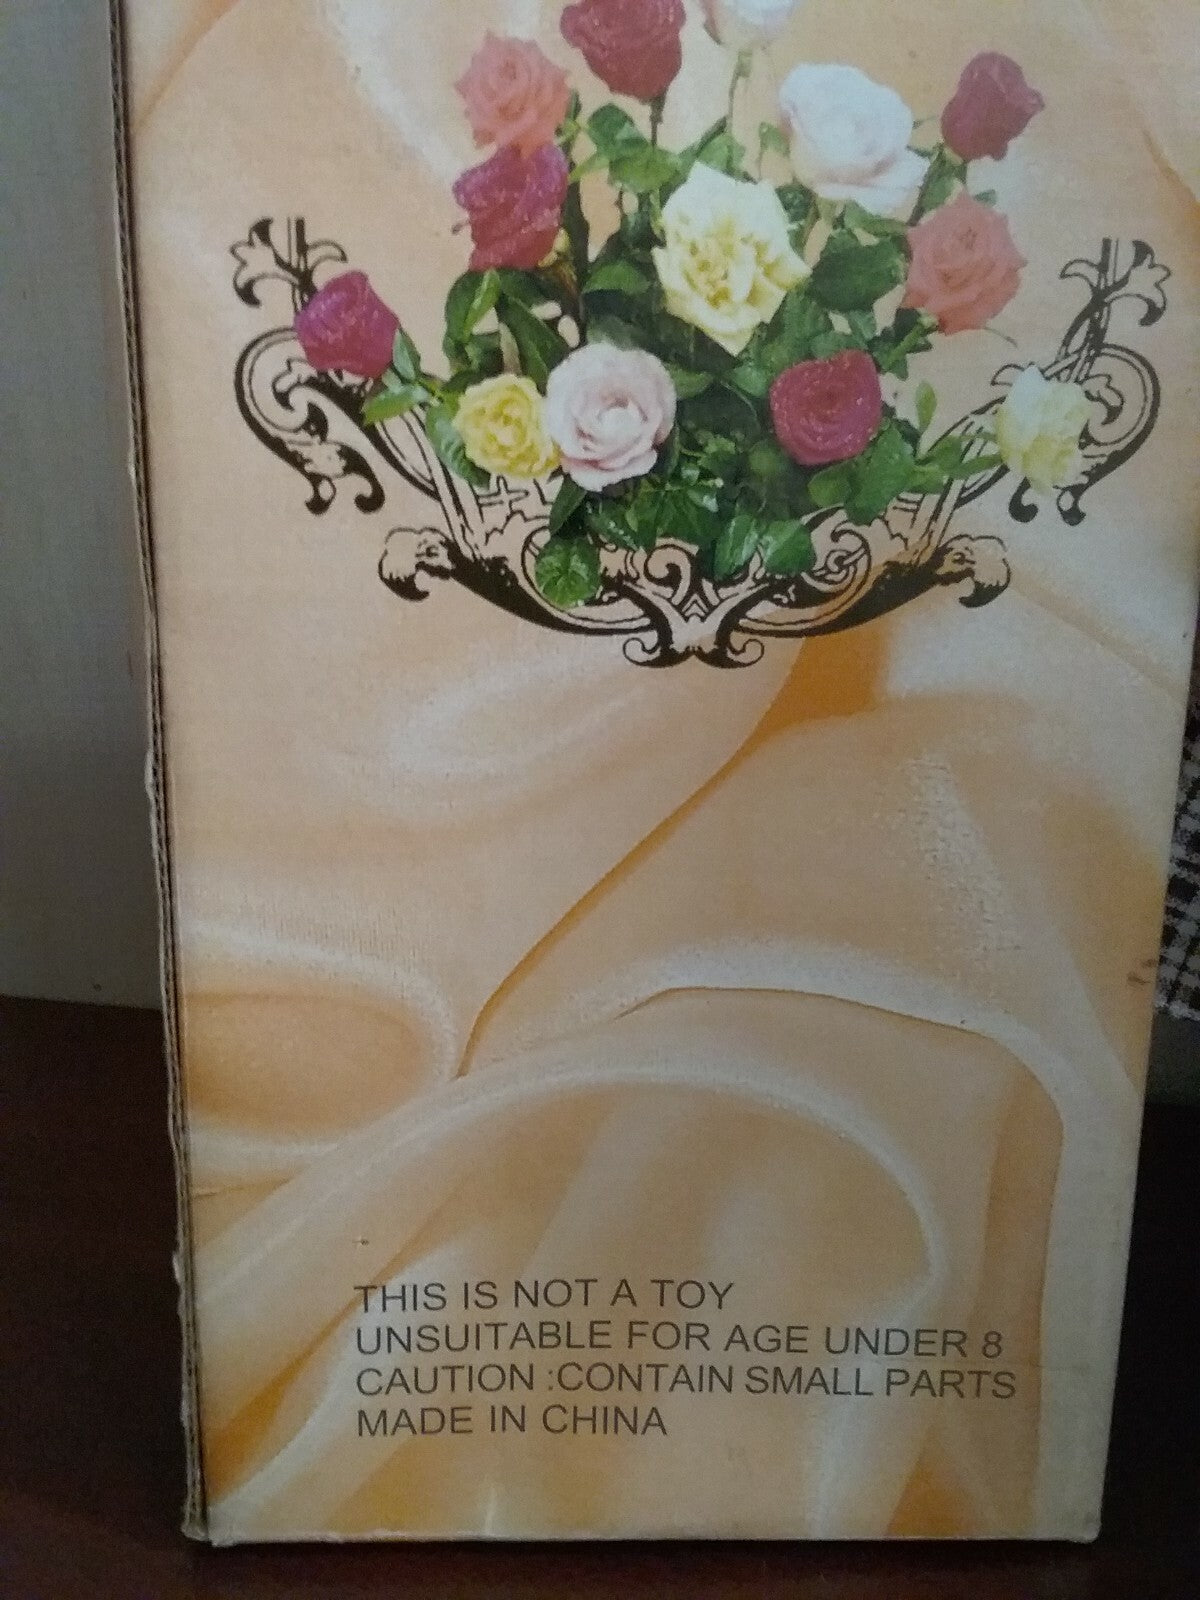 THIS IS NOT A TOY
UNSUITABLE FOR AGE UNDER 8
CAUTION :CONTAIN SMALL PARTS
MADE IN CHINA